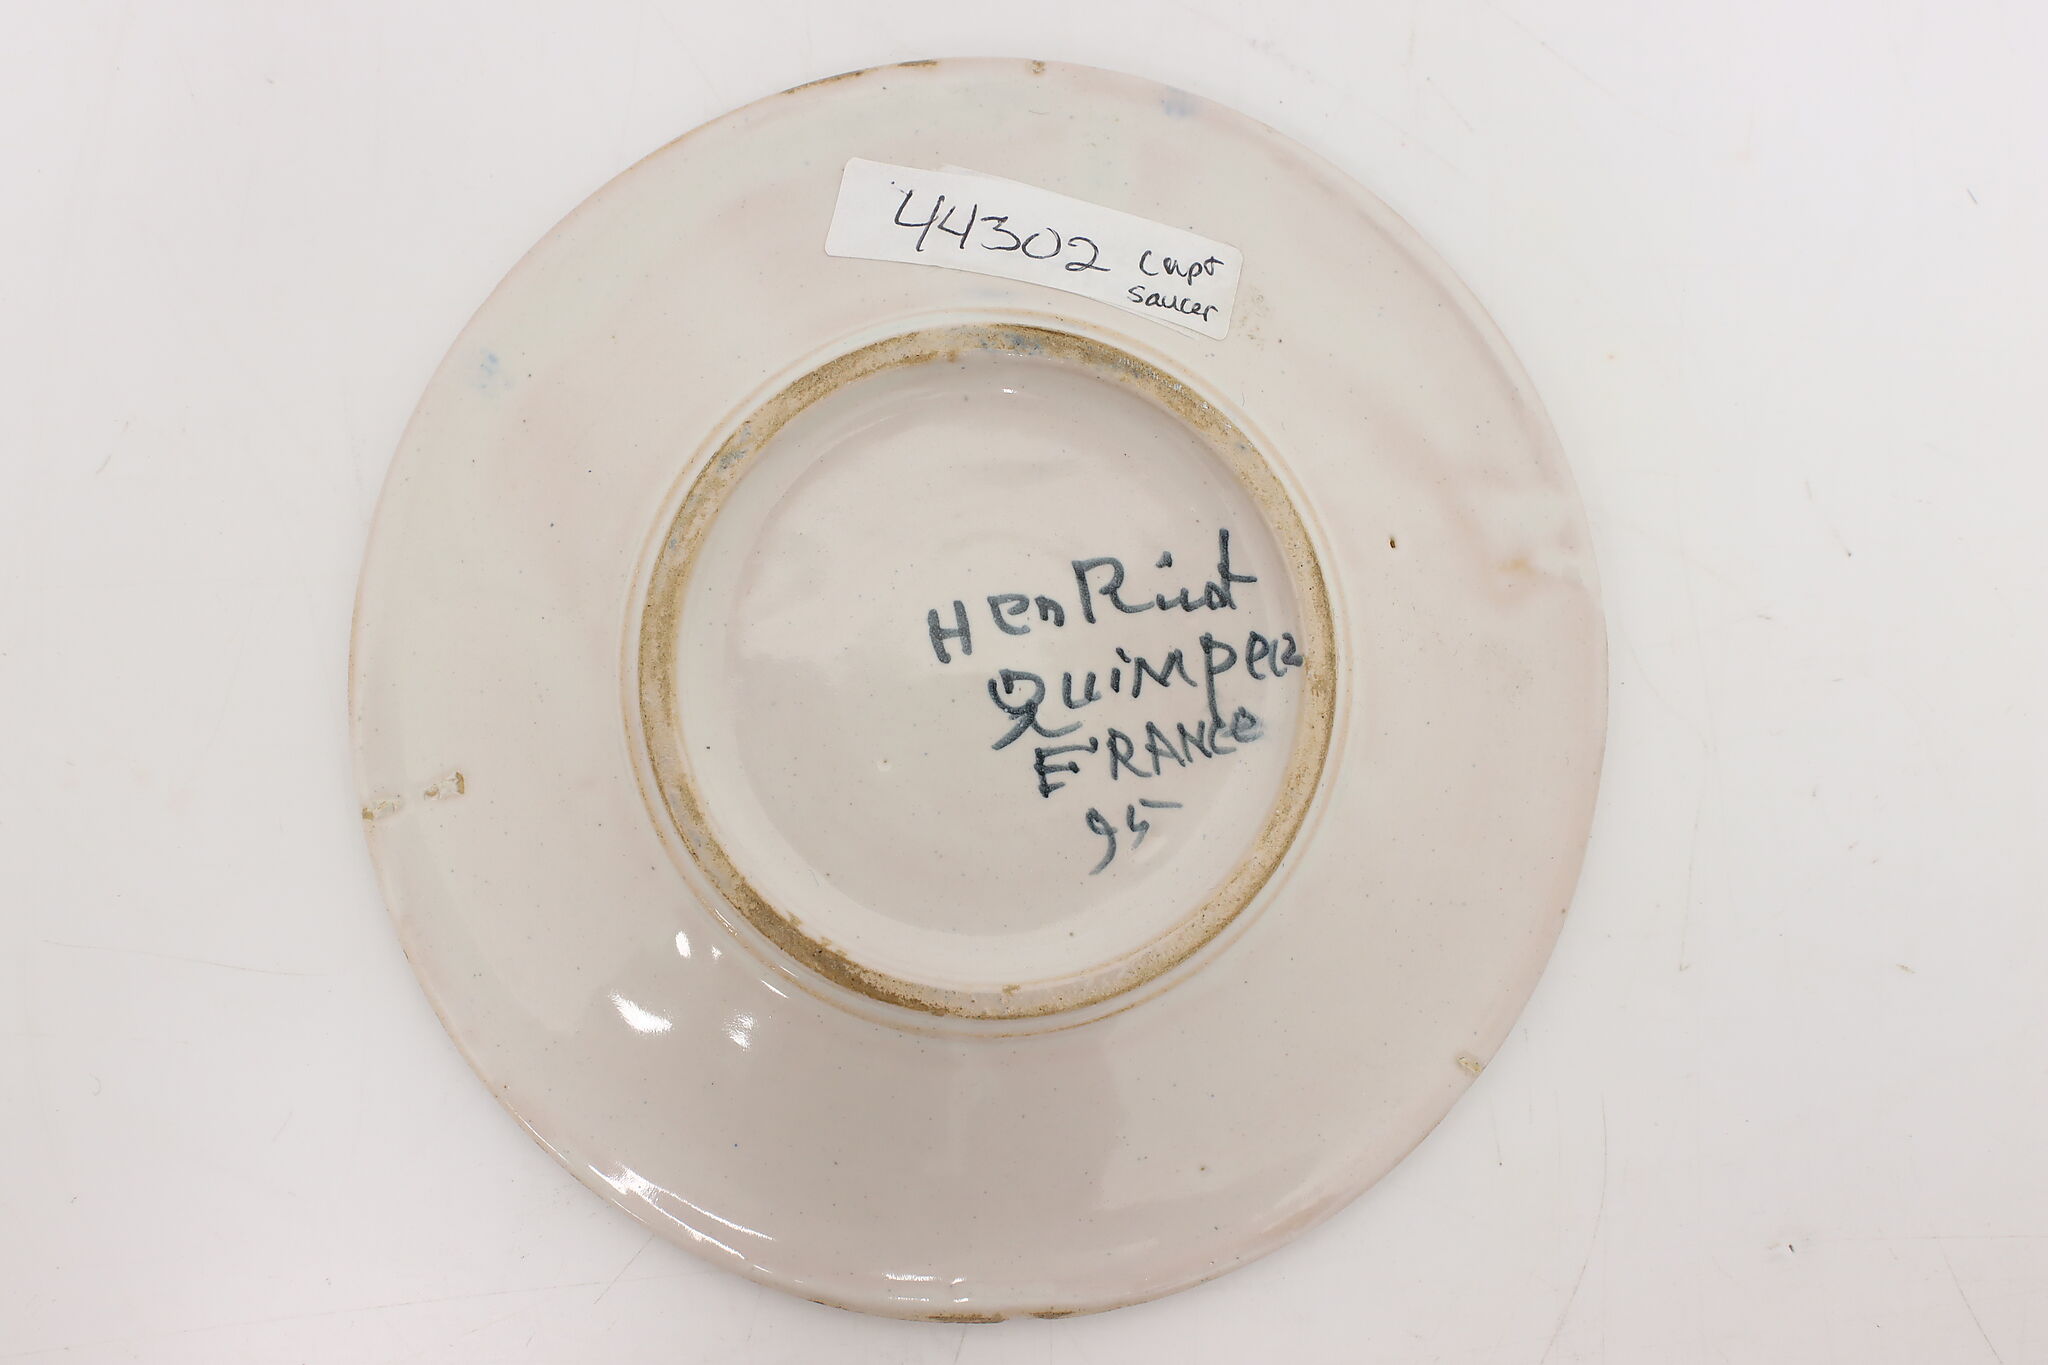 44302 Cup+
saucer
HenRiot
QuimpeR
FRANCE
95